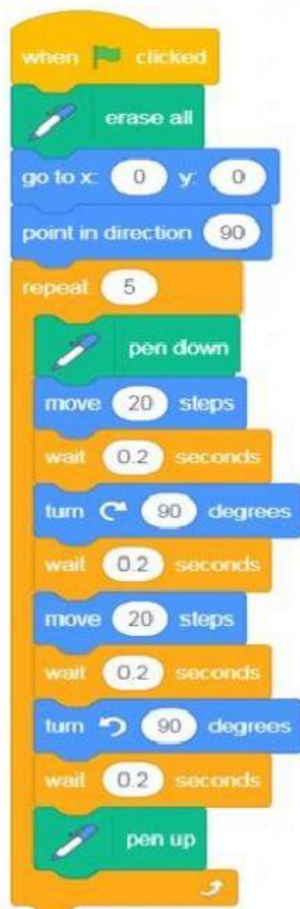 when clicked
erase all
go to x: 0 y: 0
point in direction 90
repeat 5
pen down
move 20 steps
wait 0.2 seconds
turn 90 degrees
wait 0.2 seconds
move 20 steps
wait 0.2 seconds
turn 90 degrees
wait 0.2 seconds
pen up